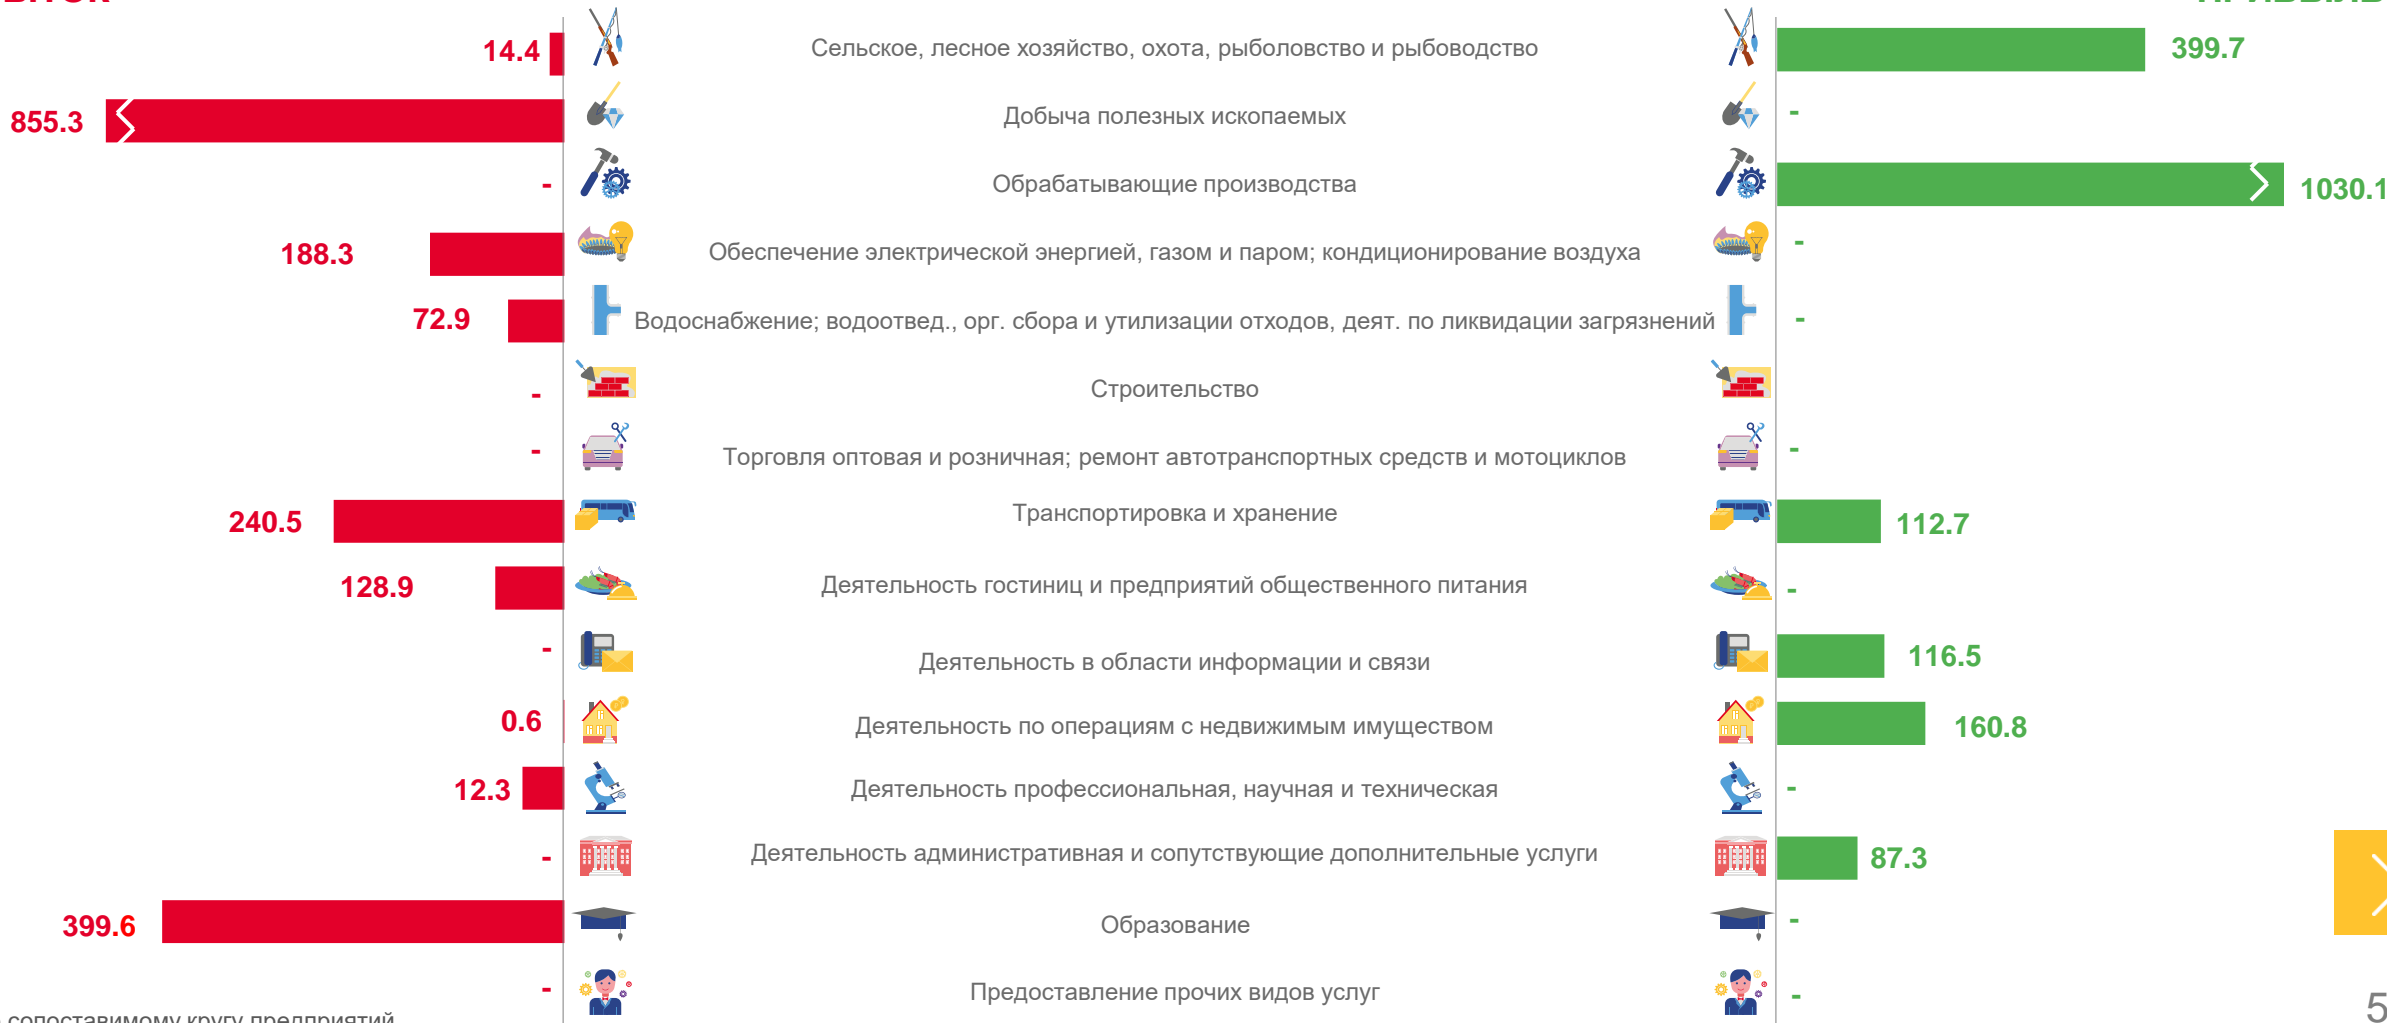 14.4 Сельское, лесное хозяйство, охота, рыболовство и рыбоводство 399.7
855.3 Добыча полезных ископаемых -
- Обрабатывающие производства 1030.1
188.3 Обеспечение электрической энергией, газом и паром; кондиционирование воздуха -
72.9 Водоснабжение; водоотвед., орг. сбора и утилизации отходов, деят. по ликвидации загрязнений -
- Строительство
- Торговля оптовая и розничная; ремонт автотранспортных средств и мотоциклов -
240.5 Транспортировка и хранение 112.7
128.9 Деятельность гостиниц и предприятий общественного питания -
- Деятельность в области информации и связи 116.5
0.6 Деятельность по операциям с недвижимым имуществом 160.8
12.3 Деятельность профессиональная, научная и техническая -
- Деятельность административная и сопутствующие дополнительные услуги 87.3
399.6 Образование -
- Предоставление прочих видов услуг -
сопоставимому кругу предприятий
5